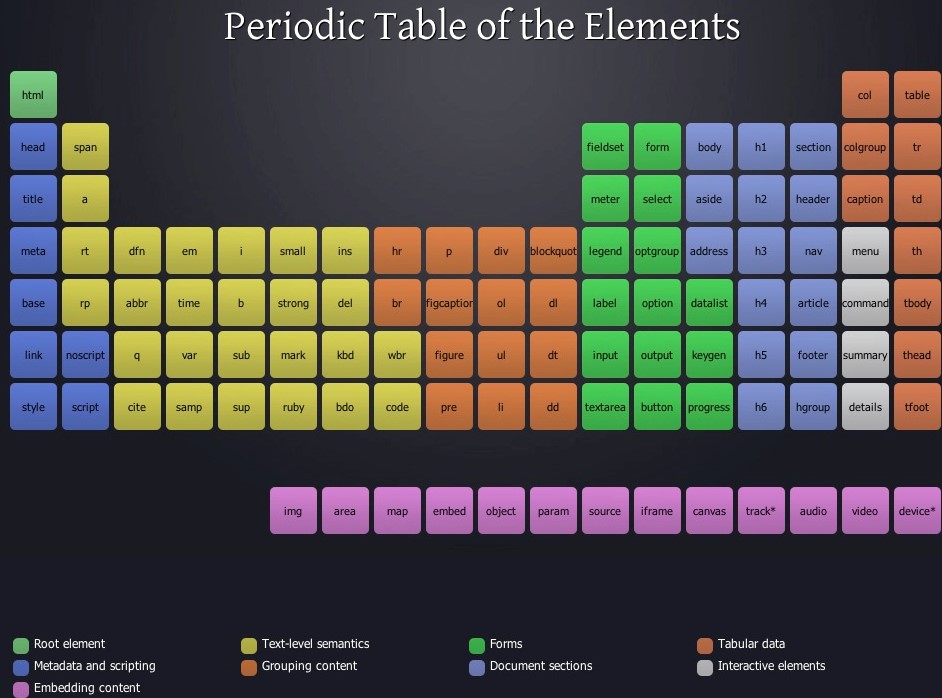 Periodic Table of the Elements
html col table
head span fieldset form body h1 section colgroup tr
title a meter select aside h2 header caption td
meta rt dfn em i small ins hr p div blockquot legend optgroup address h3 nav menu th
base rp abbr time b strong del br figcaption ol dl label option datalist h4 article command tbody
link noscript q var sub mark kbd wbr figure ul dt input output keygen h5 footer summary thead
style script cite samp sup ruby bdo code pre li dd textarea button progress h6 hgroup details tfoot
img area map embed object param source iframe canvas track* audio video device*
Root element Text-level semantics Forms Tabular data
Metadata and scripting Grouping content Document sections Interactive elements
Embedding content